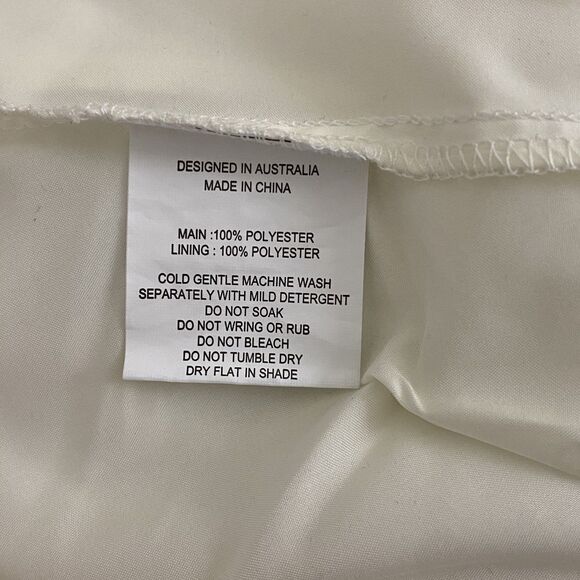 DESIGNED IN AUSTRALIA
MADE IN CHINA
MAIN :100% POLYESTER
LINING : 100% POLYESTER
COLD GENTLE MACHINE WASH
SEPARATELY WITH MILD DETERGENT
DO NOT SOAK
DO NOT WRING OR RUB
DO NOT BLEACH
DO NOT TUMBLE DRY
DRY FLAT IN SHADE